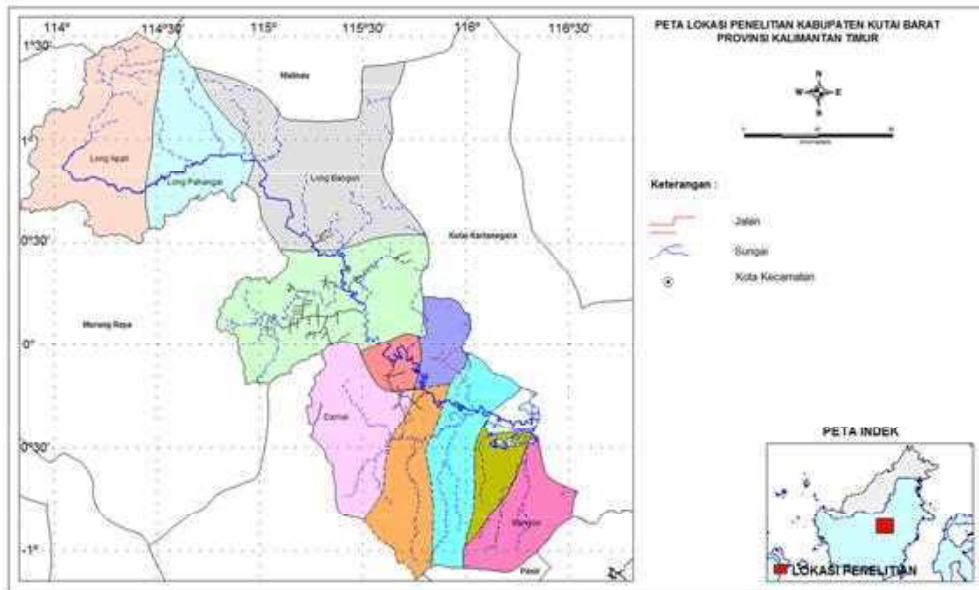 PETA LOKASI PENELITIAN KABUPATEN KUTAI BARAT
PROVINSI KALIMANTAN TIMUR
114° 114°30' 115° 115°30' 116° 116°30'
1°30'
1°
0°30'
0°
0°30'
-1°
Malinau
Long Apari
Long Pahangai
Long Bangun
Kutai Kartanegara
Murung Raya
Damai
Pasir
N
W E
S
Keterangan :
Jalan
Sungai
Kota Kecamatan
PETA INDEK
LOKASI PENELITIAN